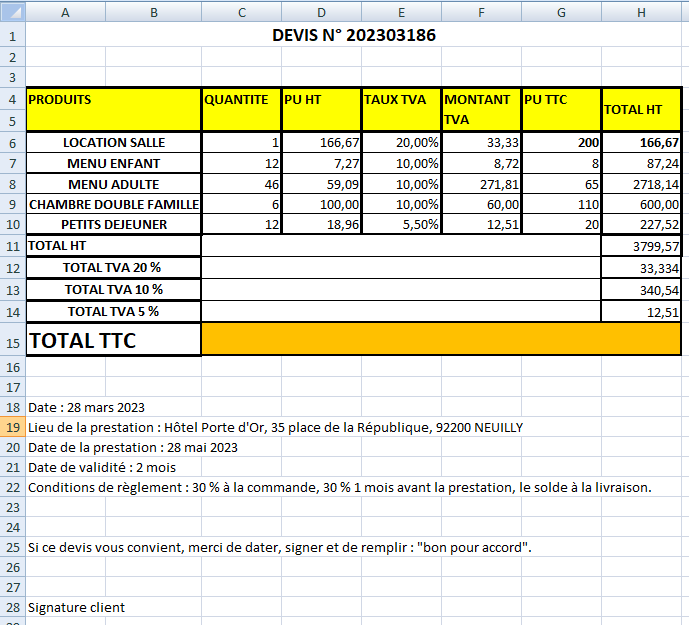 A B C D E F G H
1 DEVIS N° 202303186
2
3
4 PRODUITS QUANTITE PU HT TAUX TVA MONTANT PU TTC
5 TVA TOTAL HT
6 LOCATION SALLE 1 166,67 20,00% 33,33 200 166,67
7 MENU ENFANT 12 7,27 10,00% 8,72 8 87,24
8 MENU ADULTE 46 59,09 10,00% 271,81 65 2718,14
9 CHAMBRE DOUBLE FAMILLE 6 100,00 10,00% 60,00 110 600,00
10 PETITS DEJEUNER 12 18,96 5,50% 12,51 20 227,52
11 TOTAL HT 3799,57
12 TOTAL TVA 20 % 33,334
13 TOTAL TVA 10 % 340,54
14 TOTAL TVA 5 % 12,51
15 TOTAL TTC
16
17
18 Date : 28 mars 2023
19 Lieu de la prestation : Hôtel Porte d'Or, 35 place de la République, 92200 NEUILLY
20 Date de la prestation : 28 mai 2023
21 Date de validité : 2 mois
22 Conditions de règlement : 30 % à la commande, 30 % 1 mois avant la prestation, le solde à la livraison.
23
24
25 Si ce devis vous convient, merci de dater, signer et de remplir : "bon pour accord".
26
27
28 Signature client